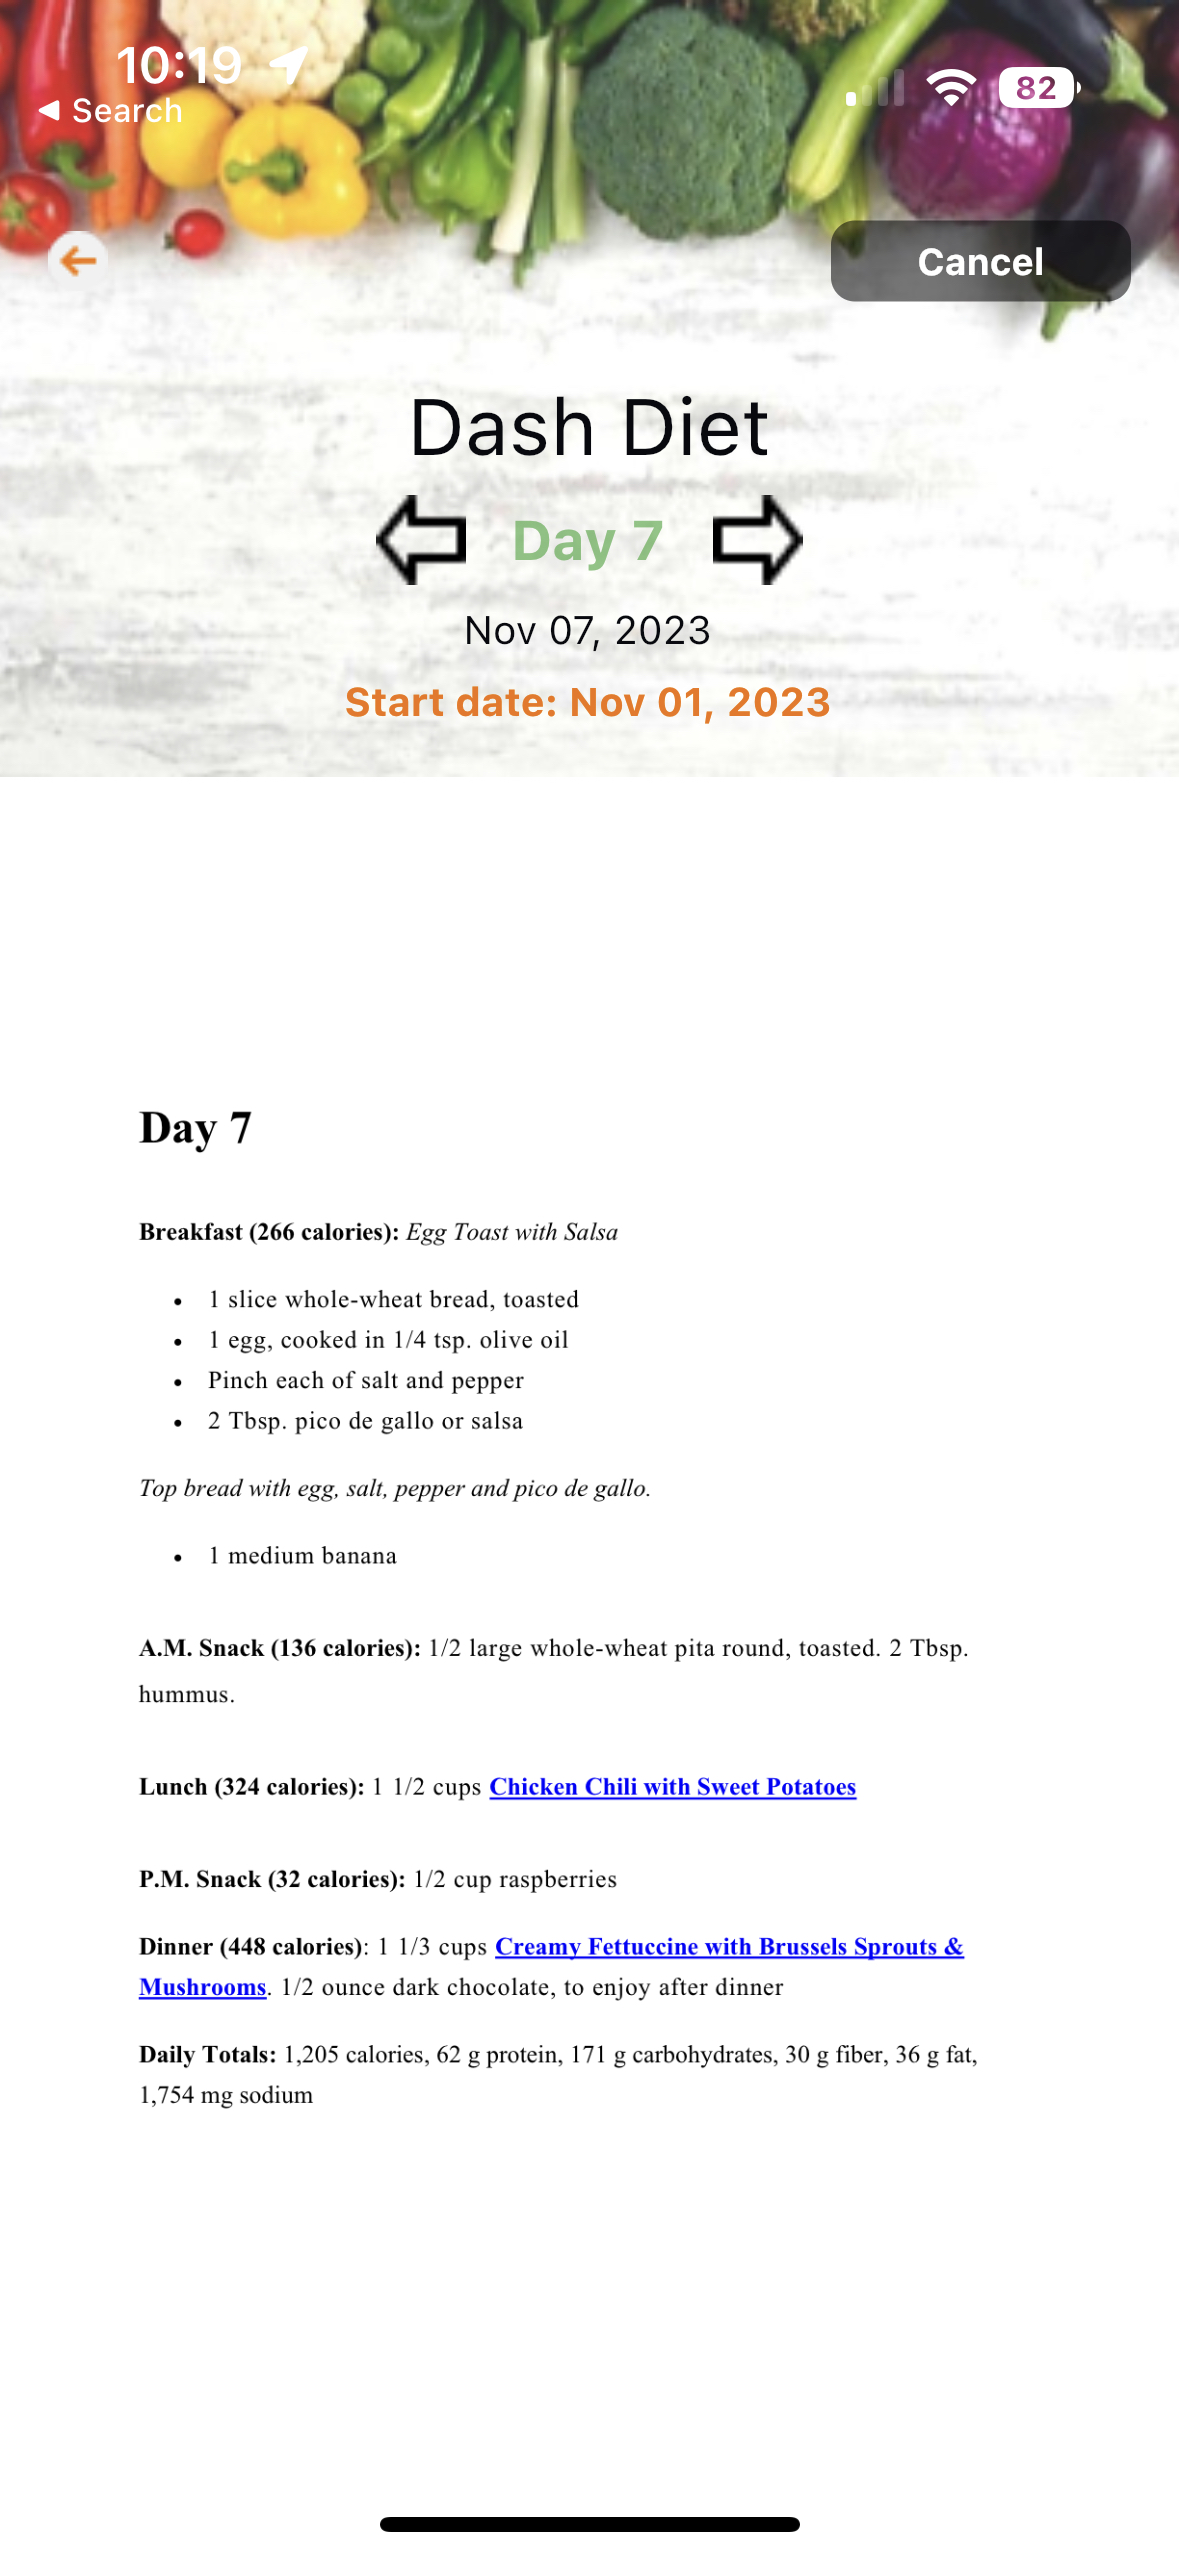 10:19
◀ Search
82
Cancel
Dash Diet
Day 7
Nov 07, 2023
Start date: Nov 01, 2023
Day 7
Breakfast (266 calories): Egg Toast with Salsa
• 1 slice whole-wheat bread, toasted
• 1 egg, cooked in 1/4 tsp. olive oil
• Pinch each of salt and pepper
• 2 Tbsp. pico de gallo or salsa
Top bread with egg, salt, pepper and pico de gallo.
• 1 medium banana
A.M. Snack (136 calories): 1/2 large whole-wheat pita round, toasted. 2 Tbsp.
hummus.
Lunch (324 calories): 1 1/2 cups Chicken Chili with Sweet Potatoes
P.M. Snack (32 calories): 1/2 cup raspberries
Dinner (448 calories): 1 1/3 cups Creamy Fettuccine with Brussels Sprouts &
Mushrooms. 1/2 ounce dark chocolate, to enjoy after dinner
Daily Totals: 1,205 calories, 62 g protein, 171 g carbohydrates, 30 g fiber, 36 g fat,
1,754 mg sodium